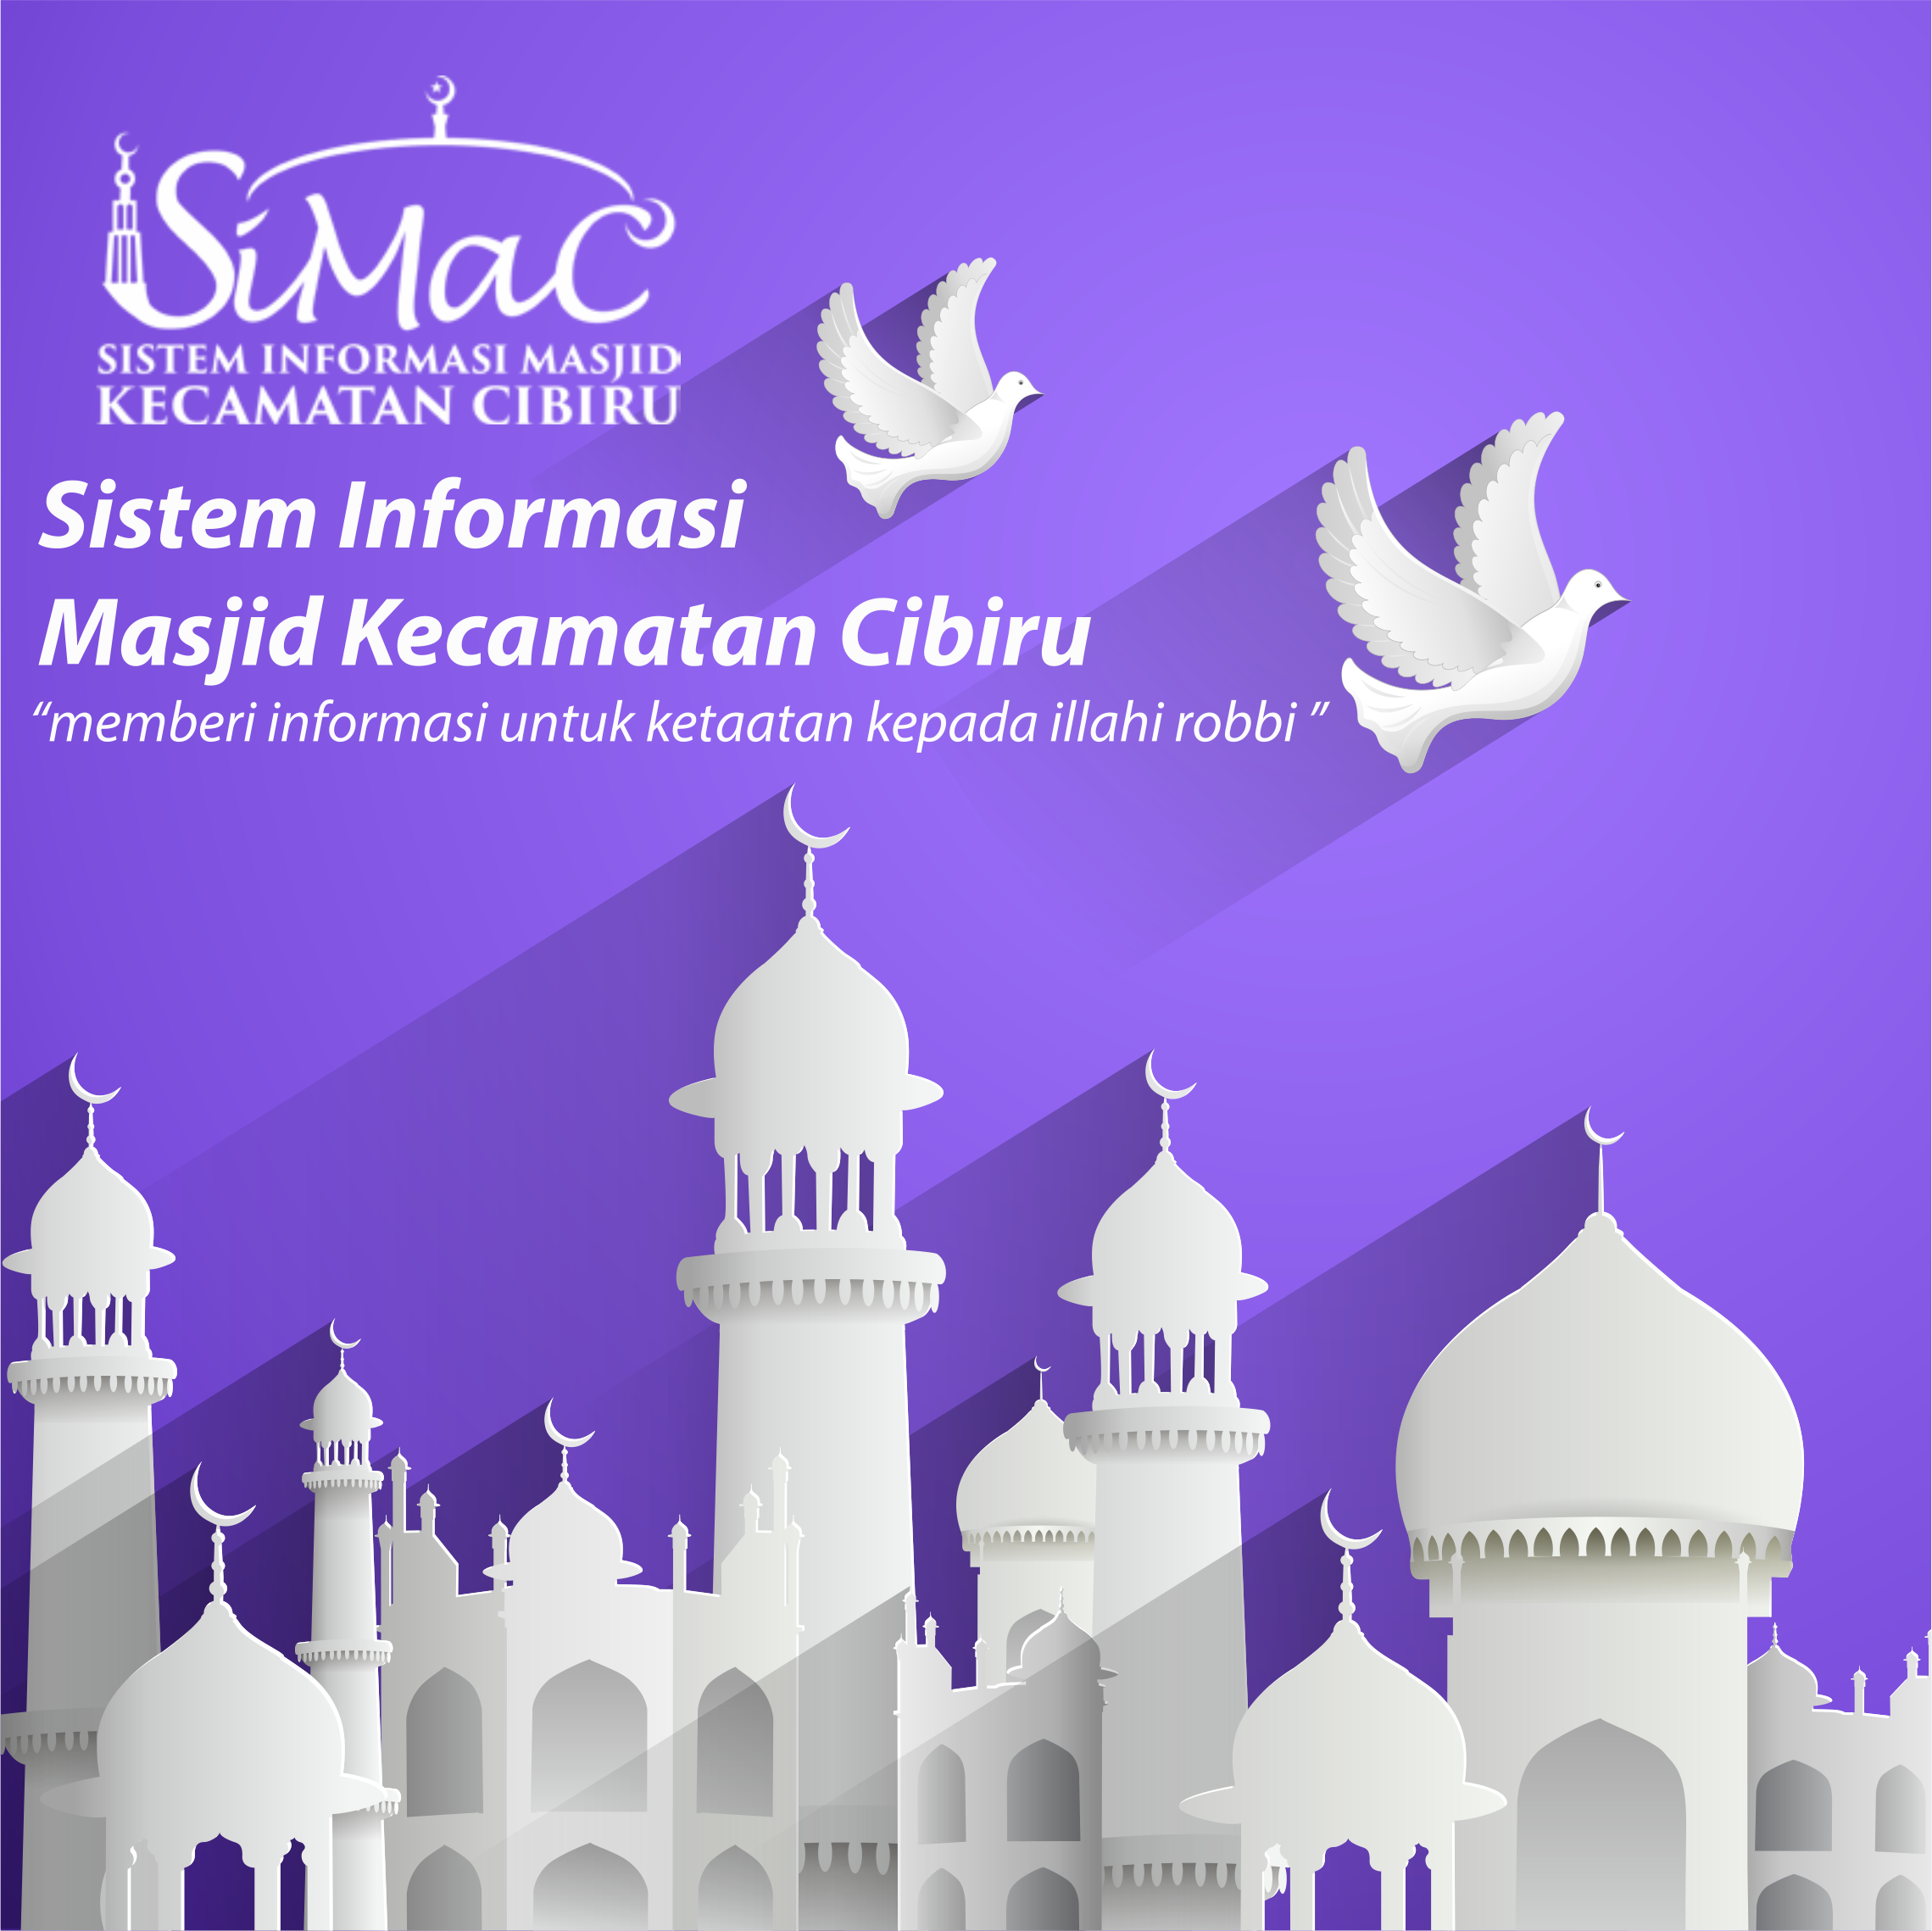 SiMaC
SISTEM INFORMASI MASJID
KECAMATAN CIBIRU
Sistem Informasi
Masjid Kecamatan Cibiru
“memberi informasi untuk ketaatan kepada illahi robbi ”